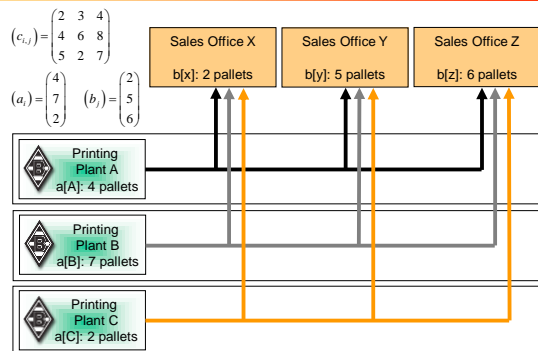 (c_{i,j}) = (2 3 4
4 6 8
5 2 7)
(a_i) = (4
7
2) (b_j) = (2
5
6)
Sales Office X
b[x]: 2 pallets
Sales Office Y
b[y]: 5 pallets
Sales Office Z
b[z]: 6 pallets
Printing
Plant A
a[A]: 4 pallets
Printing
Plant B
a[B]: 7 pallets
Printing
Plant C
a[C]: 2 pallets
B
B
B